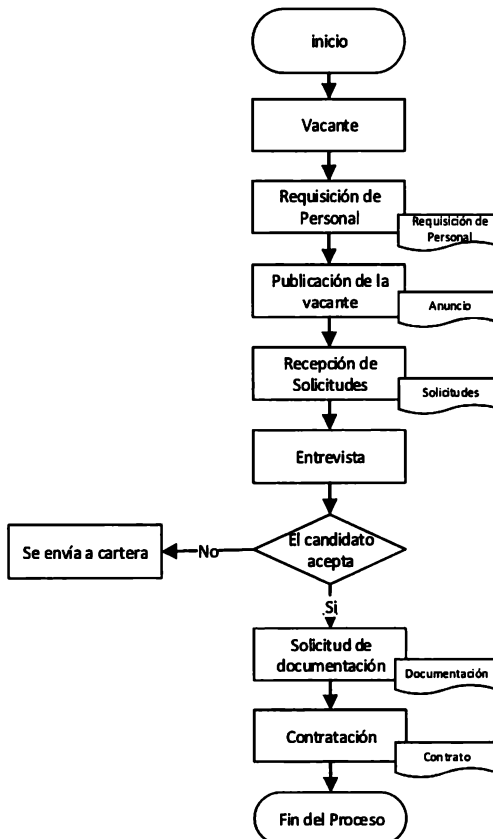 inicio
Vacante
Requisición de
Personal
Requisición de
Personal
Publicación de la
vacante
Anuncio
Recepción de
Solicitudes
Solicitudes
Entrevista
El candidato
acepta
No
Se envía a cartera
Si
Solicitud de
documentación
Documentación
Contratación
Contrato
Fin del Proceso